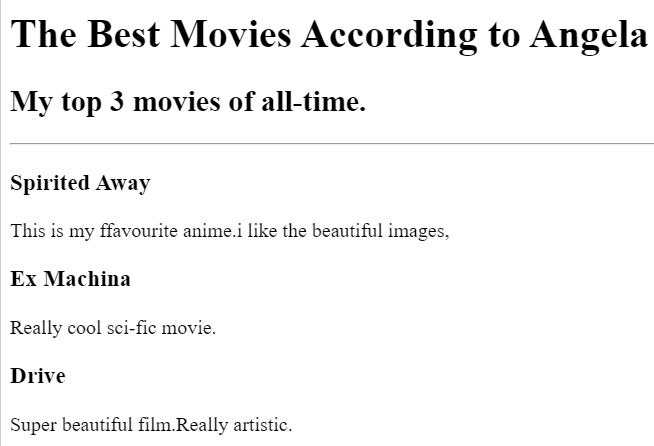 The Best Movies According to Angela
My top 3 movies of all-time.
Spirited Away
This is my ffavourite anime.i like the beautiful images,
Ex Machina
Really cool sci-fic movie.
Drive
Super beautiful film.Really artistic.